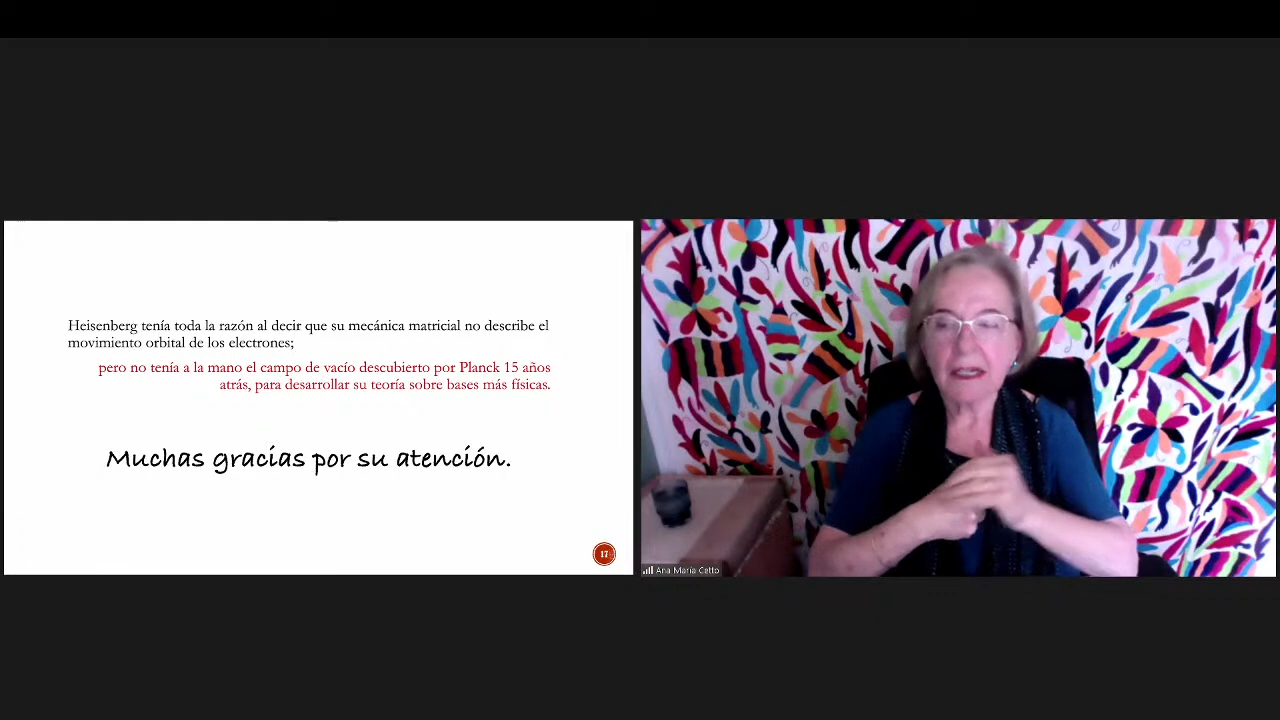 Heisenberg tenía toda la razón al decir que su mecánica matricial no describe el
movimiento orbital de los electrones;
pero no tenía a la mano el campo de vacío descubierto por Planck 15 años
atrás, para desarrollar su teoría sobre bases más físicas.
Muchas gracias por su atención.
17
Ana María Cetto